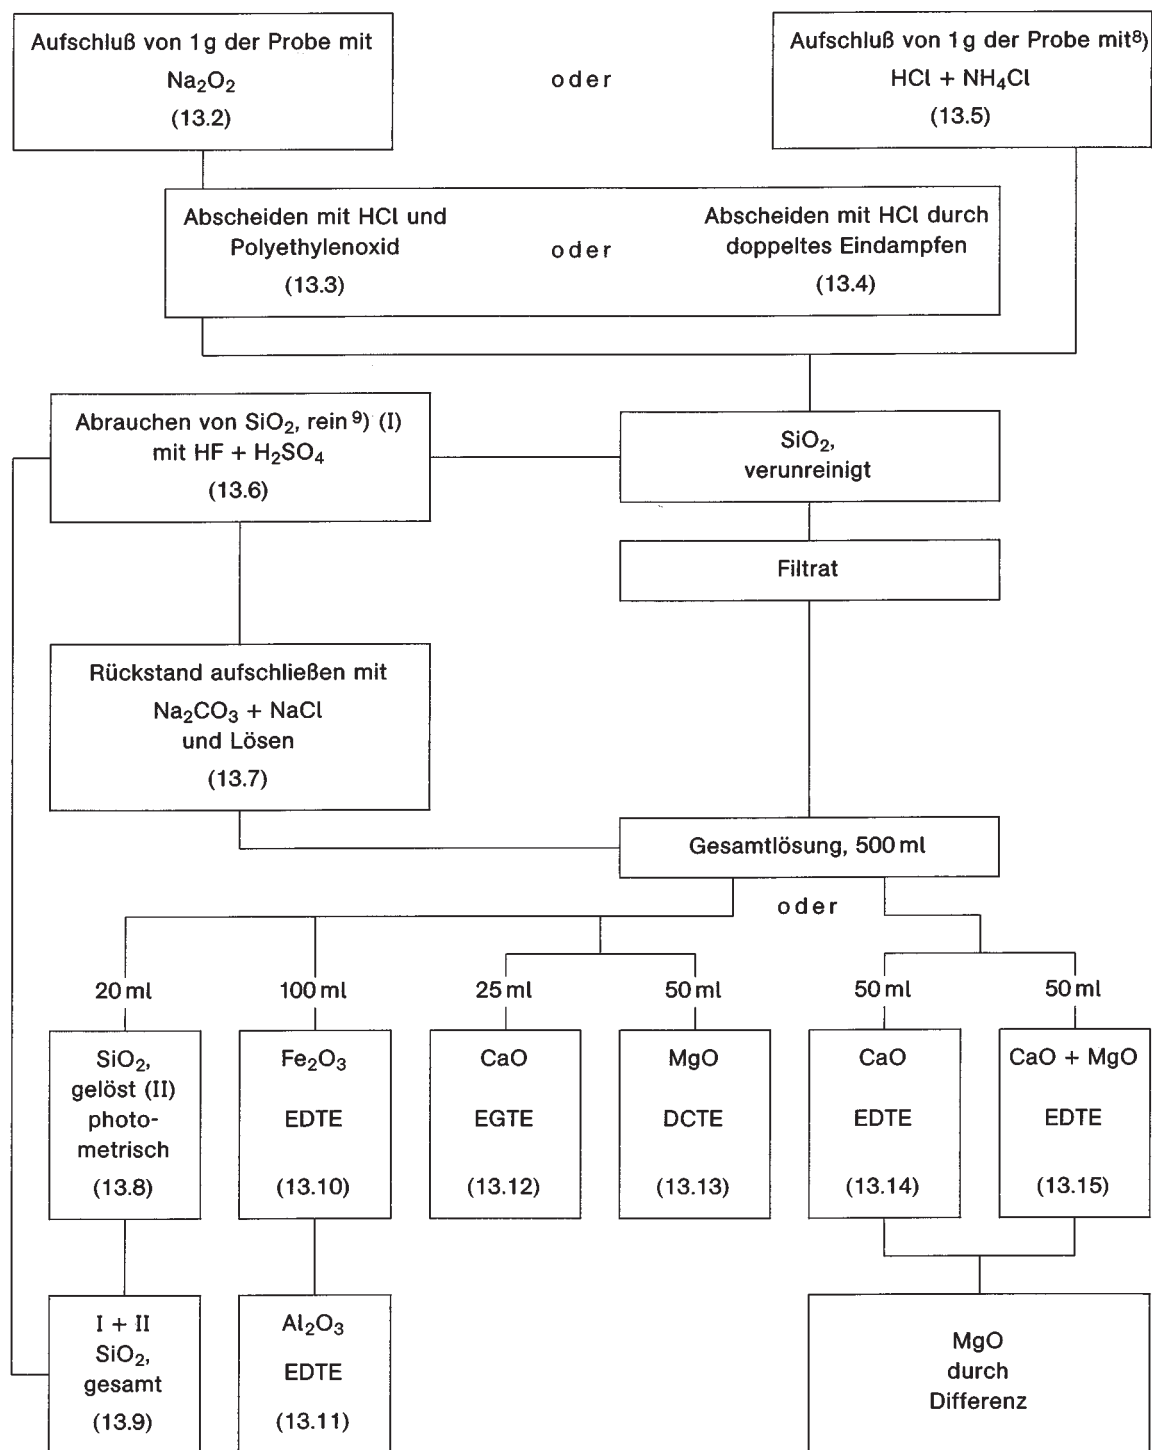 Aufschluß von 1 g der Probe mit
Na₂O₂
(13.2)
oder
Aufschluß von 1 g der Probe mit⁸)
HCl + NH₄Cl
(13.5)
Abscheiden mit HCl und
Polyethylenoxid
(13.3)
oder
Abscheiden mit HCl durch
doppeltes Eindampfen
(13.4)
Abrauchen von SiO₂, rein⁹) (I)
mit HF + H₂SO₄
(13.6)
SiO₂,
verunreinigt
Filtrat
Rückstand aufschließen mit
Na₂CO₃ + NaCl
und Lösen
(13.7)
Gesamtlösung, 500 ml
oder
20 ml
100 ml
25 ml
50 ml
50 ml
50 ml
SiO₂,
gelöst (II)
photo-
metrisch
(13.8)
Fe₂O₃
EDTE
(13.10)
CaO
EGTE
(13.12)
MgO
DCTE
(13.13)
CaO
EDTE
(13.14)
CaO + MgO
EDTE
(13.15)
I + II
SiO₂,
gesamt
(13.9)
Al₂O₃
EDTE
(13.11)
MgO
durch
Differenz